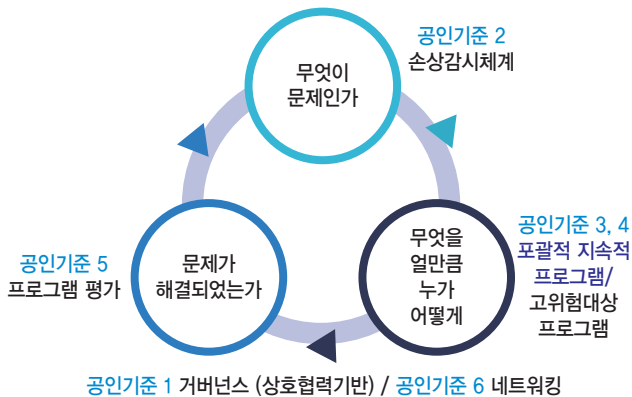 공인기준 2
손상감시체계
무엇이
문제인가
공인기준 3, 4
포괄적 지속적
프로그램/
고위험대상
프로그램
무엇을
얼만큼
누가
어떻게
공인기준 5
프로그램 평가
문제가
해결되었는가
공인기준 1 거버넌스 (상호협력기반) / 공인기준 6 네트워킹